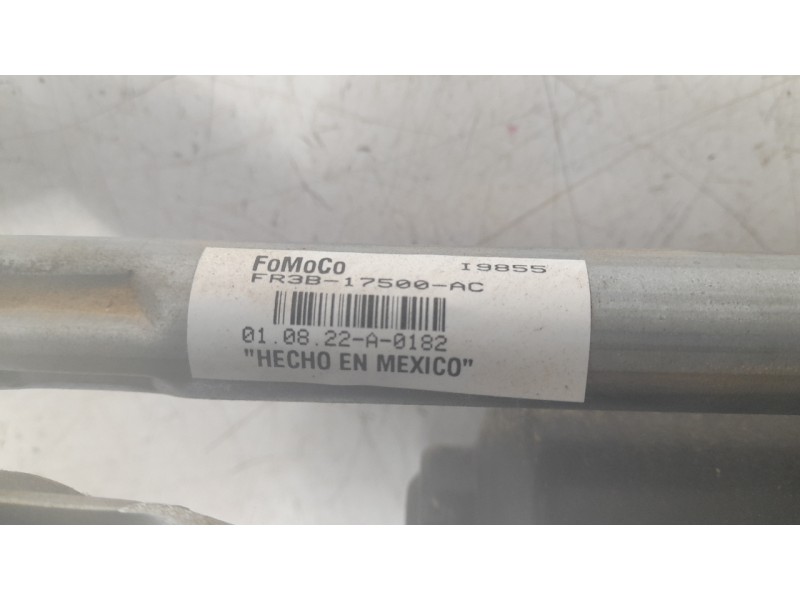 FoMoCo I9855
FR3B-17500-AC
01.08.22-A-0182
"HECHO EN MEXICO"